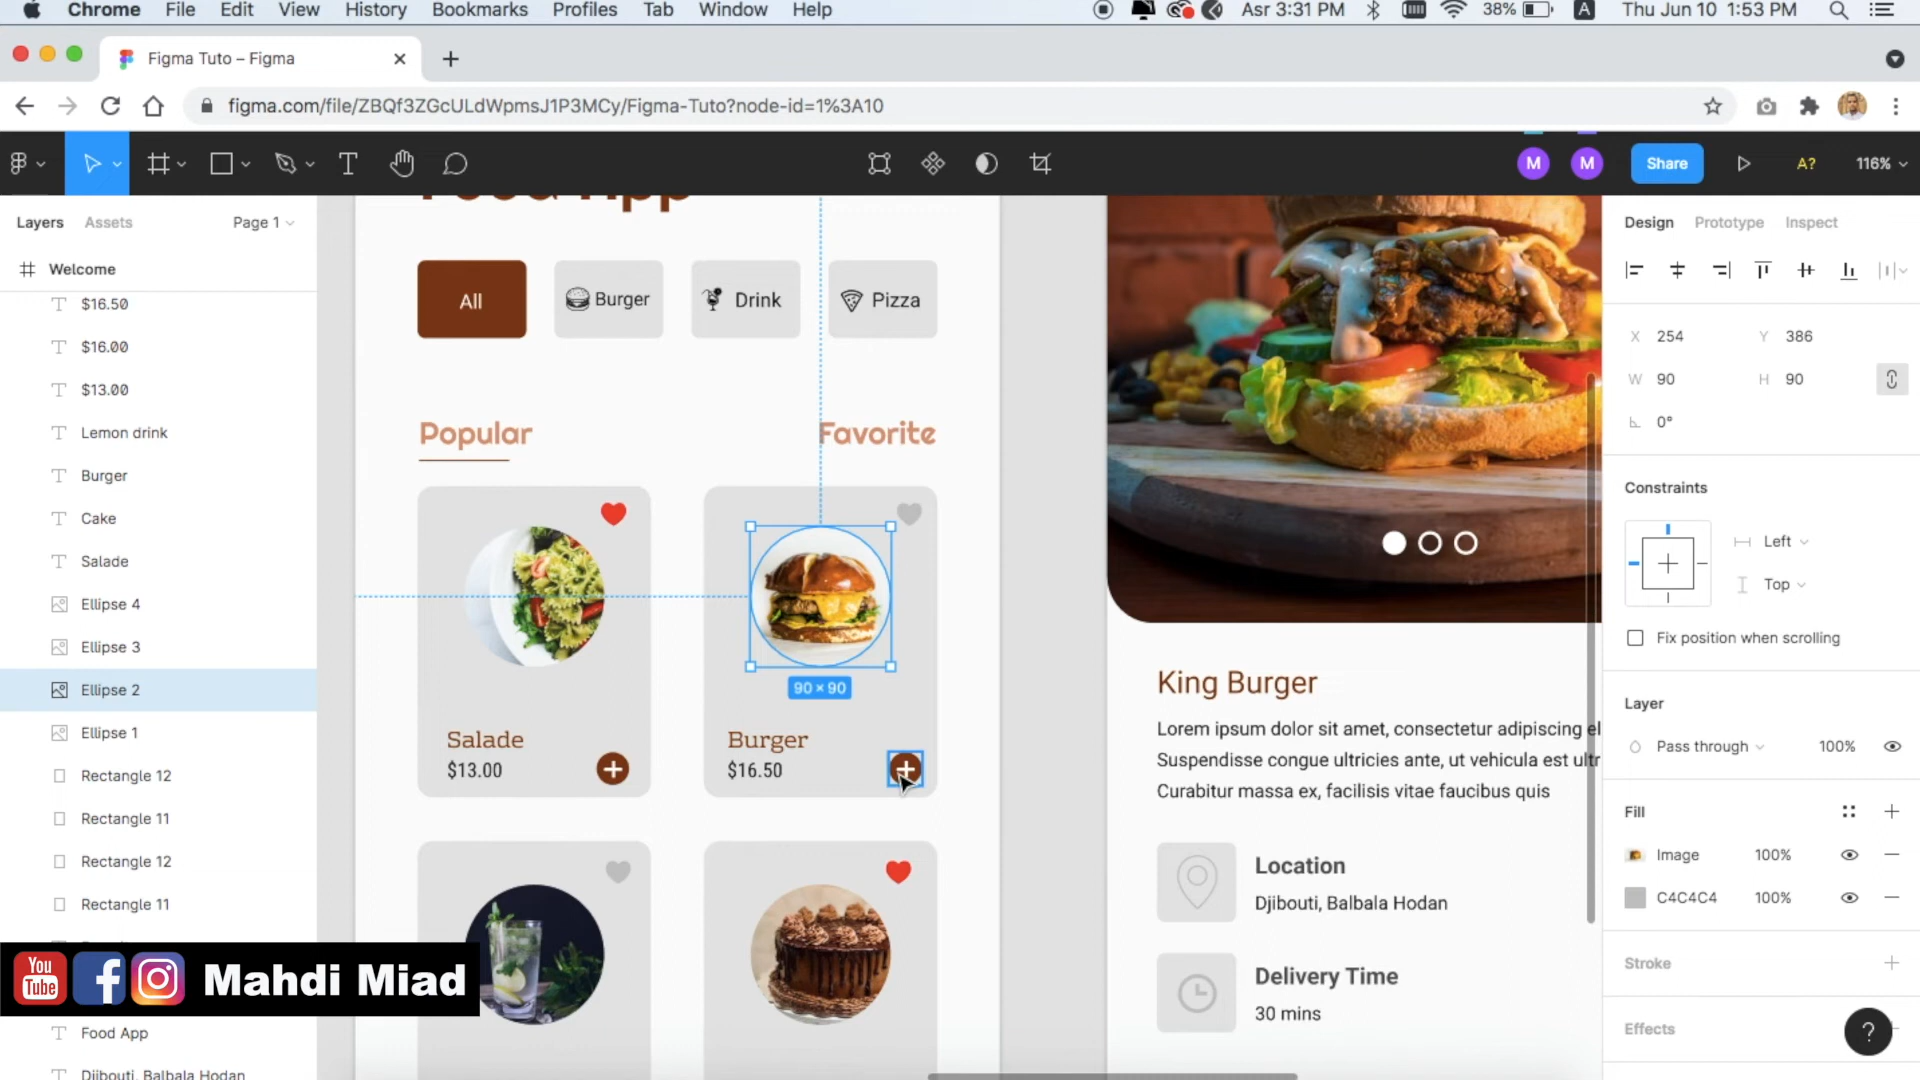 Chrome File Edit View History Bookmarks Profiles Tab Window Help Asr 3:31 PM 38% A Thu Jun 10 1:53 PM
Figma Tuto – Figma
figma.com/file/ZBQf3ZGcULdWpmsJ1P3MCy/Figma-Tuto?node-id=1%3A10
M M Share A? 116%
Layers Assets Page 1
Welcome
$16.50
$16.00
$13.00
Lemon drink
Burger
Cake
Salade
Ellipse 4
Ellipse 3
Ellipse 2
Ellipse 1
Rectangle 12
Rectangle 11
Rectangle 12
Rectangle 11
Food App
Djibouti, Balbala Hodan
You
Tube
Mahdi Miad
Food App
All Burger Drink Pizza
Popular Favorite
90 × 90
Salade
$13.00
Burger
$16.50
King Burger
Lorem ipsum dolor sit amet, consectetur adipiscing el
Suspendisse congue ultricies ante, ut vehicula est ultr
Curabitur massa ex, facilisis vitae faucibus quis
Location
Djibouti, Balbala Hodan
Delivery Time
30 mins
Design Prototype Inspect
X 254 Y 386
W 90 H 90
0°
Constraints
Left
Top
Fix position when scrolling
Layer
Pass through 100%
Fill
Image 100%
C4C4C4 100%
Stroke
Effects
?